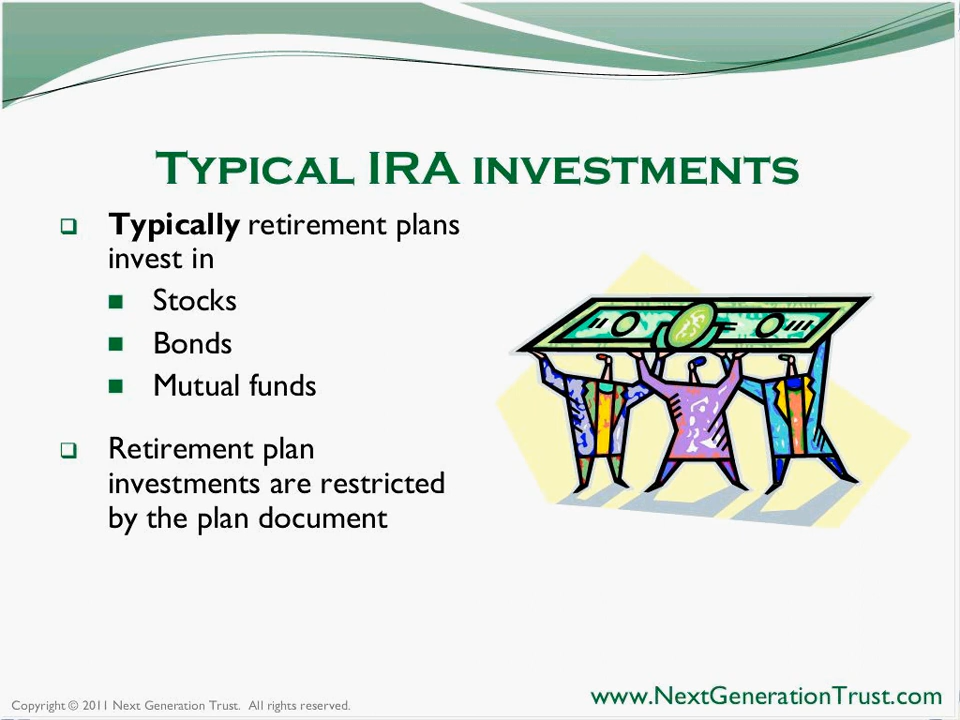 Typical IRA investments
Typically retirement plans
invest in
Stocks
Bonds
Mutual funds
Retirement plan
investments are restricted
by the plan document
Copyright © 2011 Next Generation Trust. All rights reserved.
www.NextGenerationTrust.com